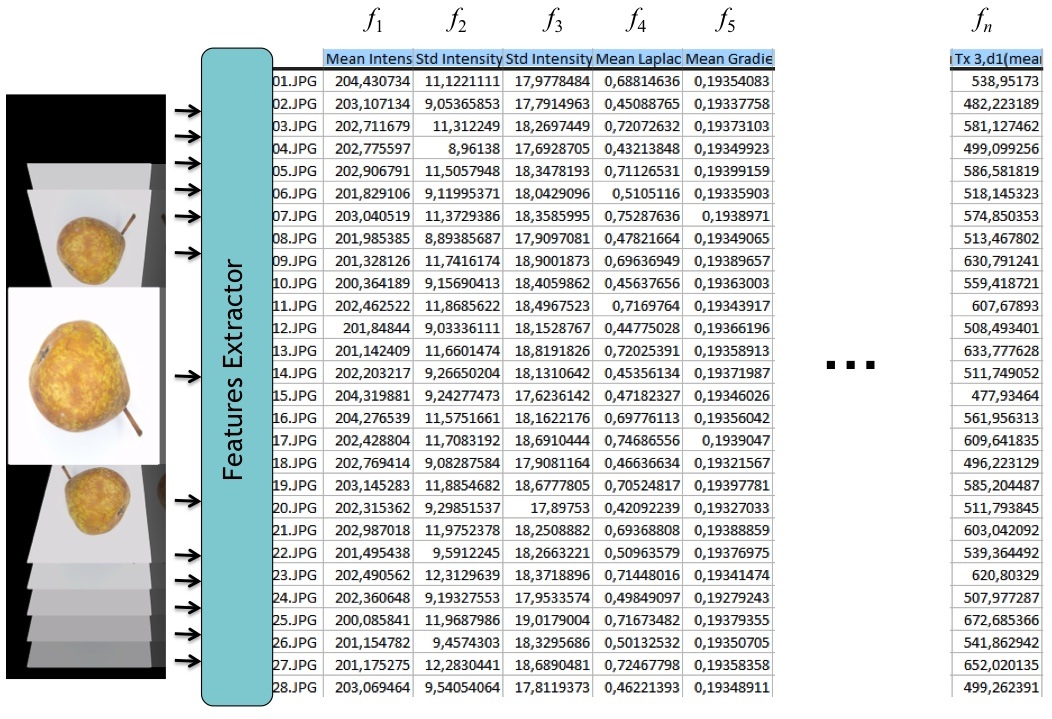 f1 f2 f3 f4 f5 fn
Mean Intens Std Intensity Std Intensity Mean Laplac Mean Gradie Tx 3,d1(mea
01.JPG 204,430734 11,1221111 17,9778484 0,68814636 0,19354083 538,95173
02.JPG 203,107134 9,05365853 17,7914963 0,45088765 0,19337758 482,223189
03.JPG 202,711679 11,312249 18,2697449 0,72072632 0,19373103 581,127462
04.JPG 202,775597 8,96138 17,6928705 0,43213848 0,19349923 499,099256
05.JPG 202,906791 11,5057948 18,3478193 0,71126531 0,19399159 586,581819
06.JPG 201,829106 9,11995371 18,0429096 0,5105116 0,19335903 518,145323
07.JPG 203,040519 11,3729386 18,3585995 0,75287636 0,1938971 574,850353
08.JPG 201,985385 8,89385687 17,9097081 0,47821664 0,19349065 513,467802
09.JPG 201,328126 11,7416174 18,9001873 0,69636949 0,19389657 630,791241
10.JPG 200,364189 9,15690413 18,4059862 0,45637656 0,19363003 559,418721
11.JPG 202,462522 11,8685622 18,4967523 0,7169764 0,19343917 607,67893
12.JPG 201,84844 9,03336111 18,1528767 0,44775028 0,19366196 508,493401
13.JPG 201,142409 11,6601474 18,8191826 0,72025391 0,19358913 633,777628
14.JPG 202,203217 9,26650204 18,1310642 0,45356134 0,19371987 511,749052
15.JPG 204,319881 9,24277473 17,6236142 0,47182327 0,19346026 477,93464
16.JPG 204,276539 11,5751661 18,1622176 0,69776113 0,19356042 561,956313
17.JPG 202,428804 11,7083192 18,6910444 0,74686556 0,1939047 609,641835
18.JPG 202,769414 9,08287584 17,9081164 0,46636634 0,19321567 496,223129
19.JPG 203,145283 11,8854682 18,6777805 0,70524817 0,19397781 585,204487
20.JPG 202,315362 9,29851537 17,89753 0,42092239 0,19327033 511,793845
21.JPG 202,987018 11,9752378 18,2508882 0,69368808 0,19388859 603,042092
22.JPG 201,495438 9,5912245 18,2663221 0,50963579 0,19376975 539,364492
23.JPG 202,490562 12,3129639 18,3718896 0,71448016 0,19341474 620,80329
24.JPG 202,360648 9,19327553 17,9533574 0,49849097 0,19279243 507,977287
25.JPG 200,085841 11,9687986 19,0179004 0,71673482 0,19379355 672,685366
26.JPG 201,154782 9,4574303 18,3295686 0,50132532 0,19350705 541,862942
27.JPG 201,175275 12,2830441 18,6890481 0,72467798 0,19358358 652,020135
28.JPG 203,069464 9,54054064 17,8119373 0,46221393 0,19348911 499,262391
...
Features Extractor